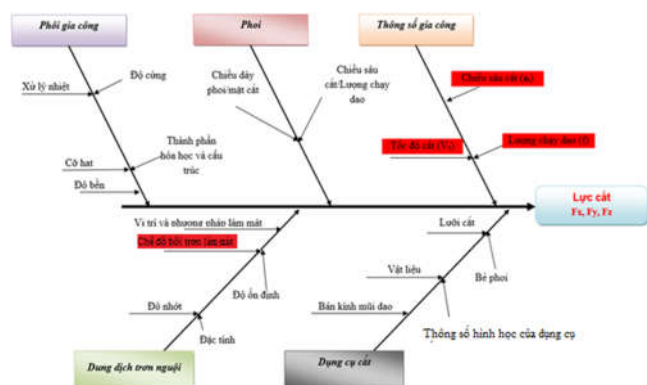 Phôi gia công
Phoi
Thông số gia công
Độ cứng
Xử lý nhiệt
Chiều dày
phoi/mặt cắt
Chiều sâu
cắt/Lượng chạy
dao
Chiều sâu cắt (aₚ)
Thành phần
hóa học và cấu
trúc
Cỡ hạt
Độ bền
Tốc độ cắt (V꜀)
Lượng chạy dao (f)
Lực cắt
Fx, Fy, Fz
Vị trí và phương pháp làm mát
Chế độ bôi trơn làm mát
Độ ổn định
Độ nhớt
Đặc tính
Lưỡi cắt
Bẻ phoi
Vật liệu
Bán kính mũi dao
Thông số hình học của dụng cụ
Dung dịch trơn nguội
Dụng cụ cắt